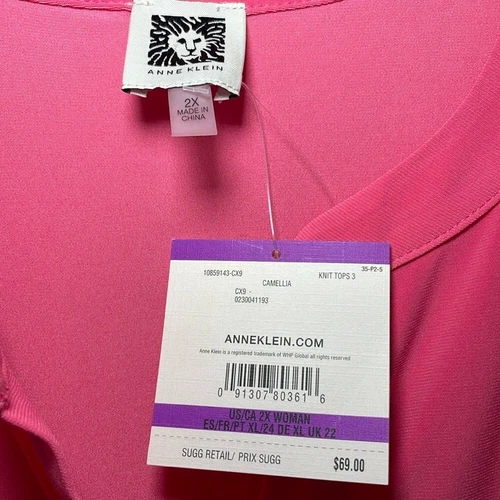 ANNE KLEIN
2X
MADE IN
CHINA
35-P2-S
10859143-CX9
KNIT TOPS 3
CAMELLIA
CX9 -
0230041193
ANNEKLEIN.COM
Anne Klein is a registered trademark of WHP Global all rights reserved
0 91307 80361 6
US/CA 2X WOMAN
ES/FR/PT XL/24 DE XL UK 22
SUGG RETAIL/ PRIX SUGG
$69.00